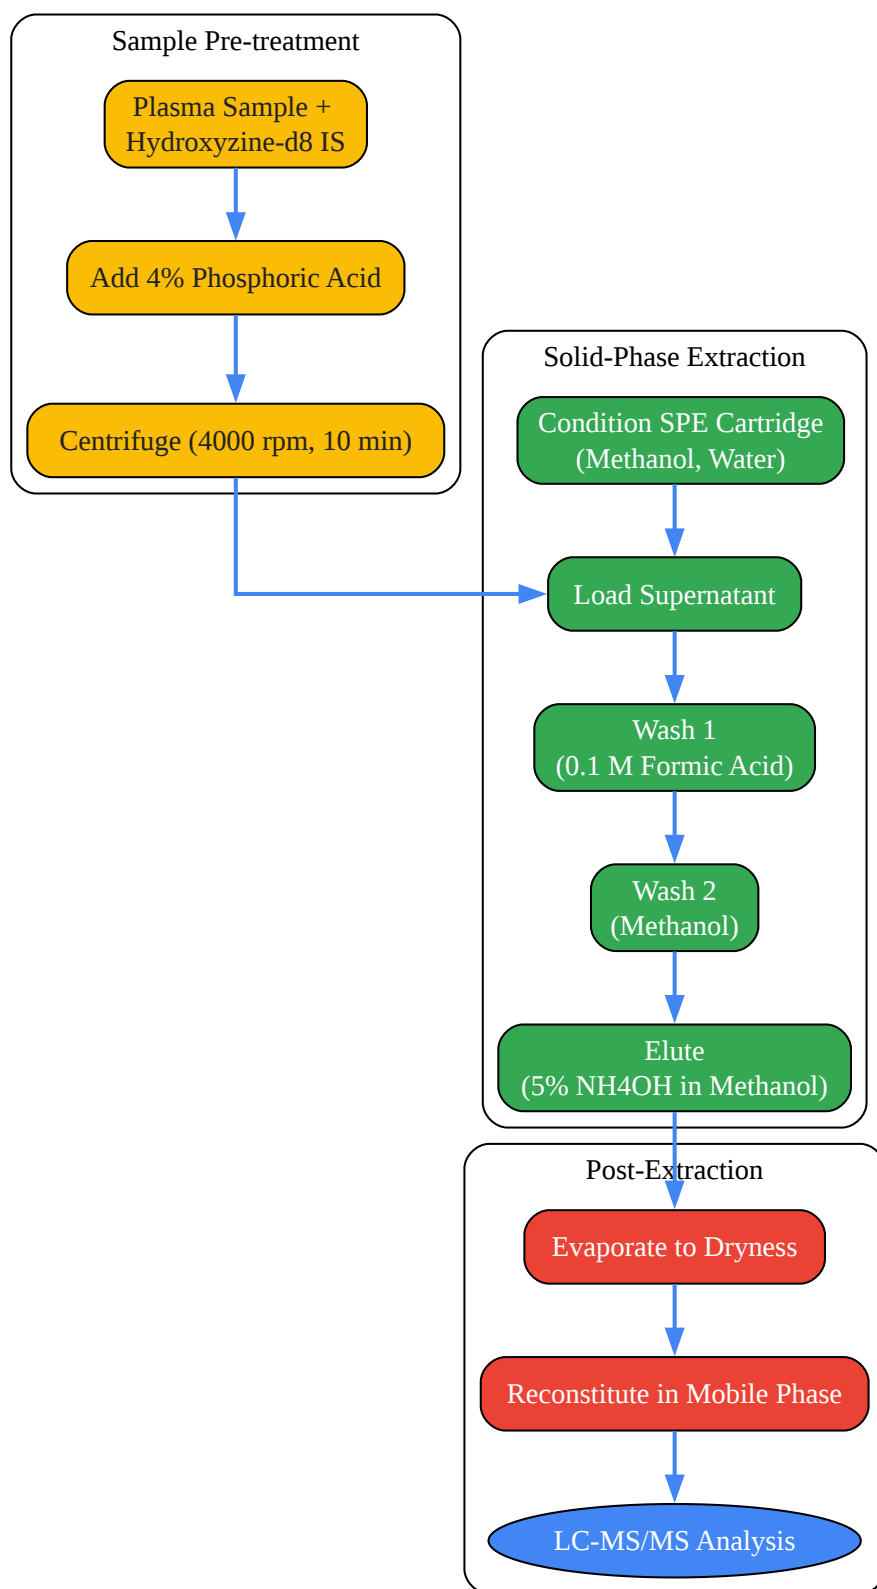 Sample Pre-treatment
Plasma Sample +
Hydroxyzine-d8 IS
Add 4% Phosphoric Acid
Centrifuge (4000 rpm, 10 min)
Solid-Phase Extraction
Condition SPE Cartridge
(Methanol, Water)
Load Supernatant
Wash 1
(0.1 M Formic Acid)
Wash 2
(Methanol)
Elute
(5% NH4OH in Methanol)
Post-Extraction
Evaporate to Dryness
Reconstitute in Mobile Phase
LC-MS/MS Analysis